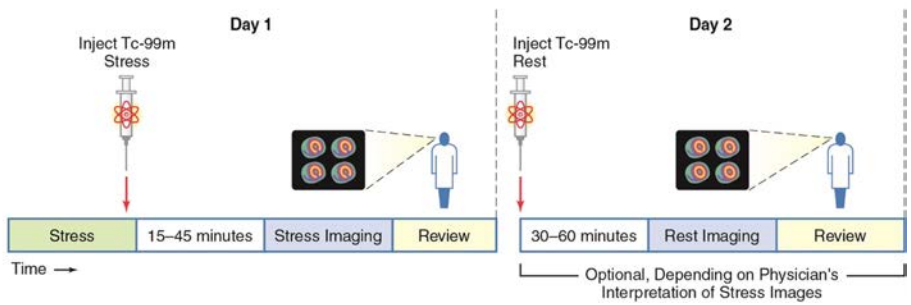 Day 1
Inject Tc-99m
Stress
Stress
15–45 minutes
Stress Imaging
Review
Time
Day 2
Inject Tc-99m
Rest
30–60 minutes
Rest Imaging
Review
Optional, Depending on Physician's
Interpretation of Stress Images